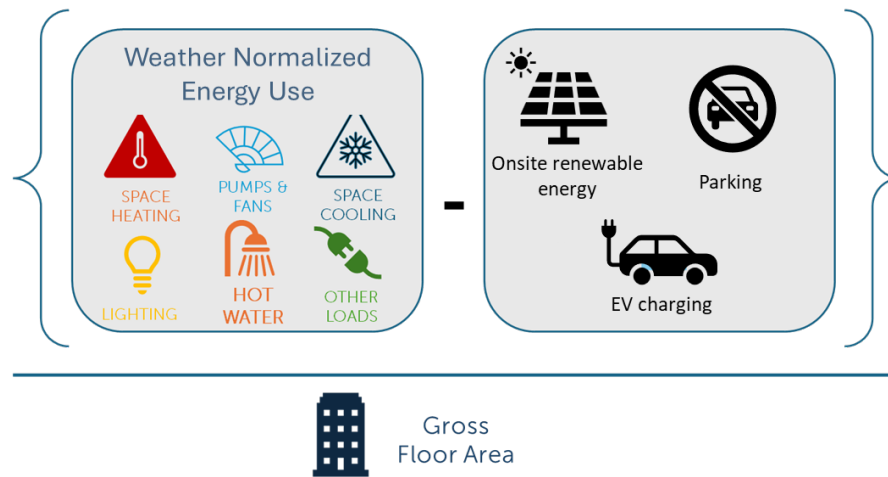 Weather Normalized
Energy Use
SPACE
HEATING
PUMPS &
FANS
SPACE
COOLING
LIGHTING
HOT
WATER
OTHER
LOADS
-
Onsite renewable
energy
Parking
EV charging
Gross
Floor Area